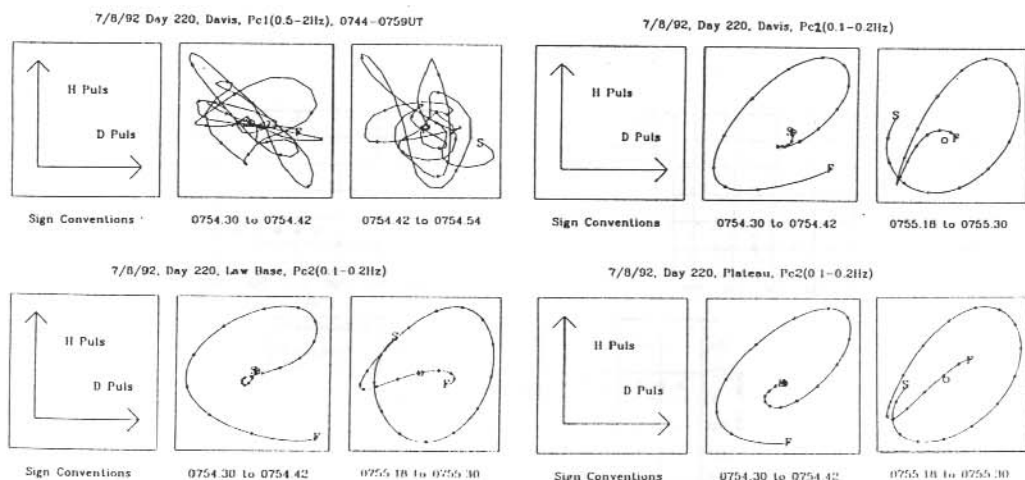 7/8/92 Day 220, Davis, Pc1(0.5-2Hz), 0744-0759UT
H Puls
D Puls
F
S
Sign Conventions
0754.30 to 0754.42
0754.42 to 0754.54
7/8/92, Day 220, Davis, Pc2(0.1-0.2Hz)
H Puls
D Puls
F
S
F
Sign Conventions
0754.30 to 0754.42
0755.18 to 0755.30
7/8/92, Day 220, Law Base, Pc2(0.1-0.2Hz)
H Puls
D Puls
F
S
F
Sign Conventions
0754.30 to 0754.42
0755.18 to 0755.30
7/8/92, Day 220, Plateau, Pc2(0.1-0.2Hz)
H Puls
D Puls
F
S
F
Sign Conventions
0754.30 to 0754.42
0755.18 to 0755.30